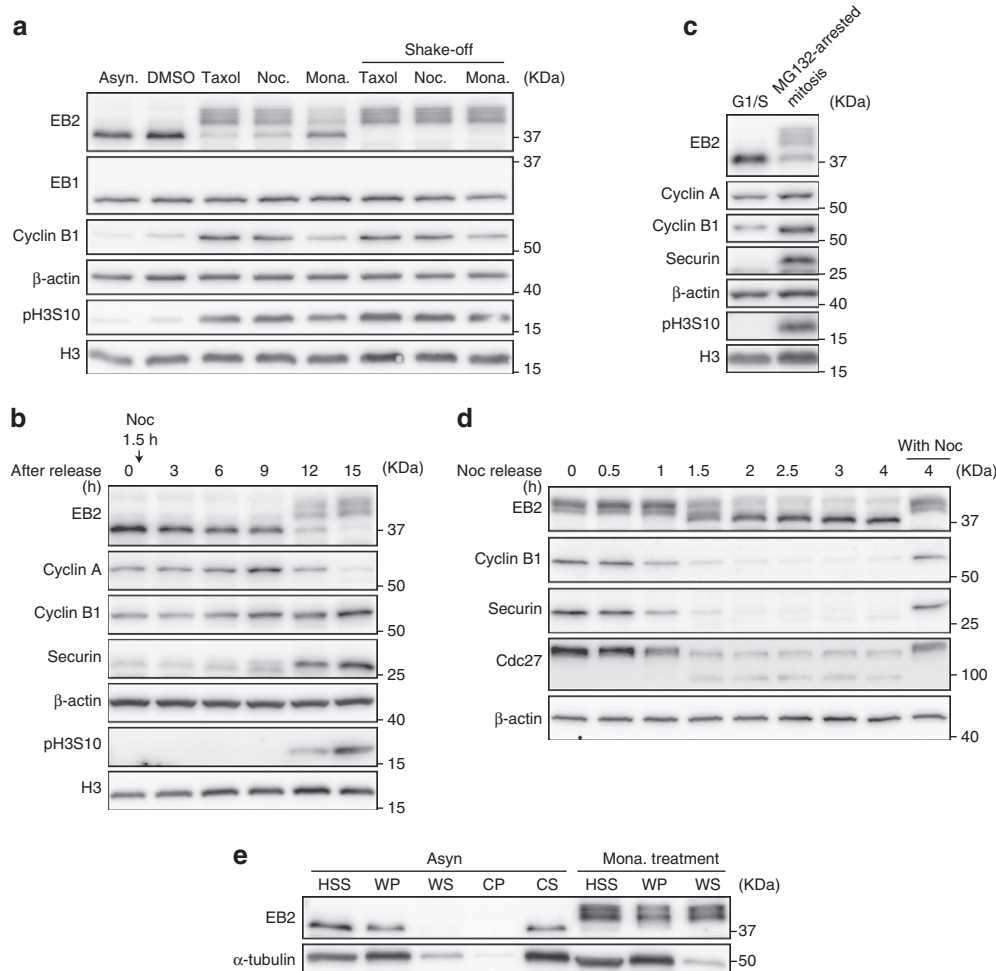 a
Shake-off
Asyn. DMSO Taxol Noc. Mona. Taxol Noc. Mona. (KDa)
EB2
37
37
EB1
Cyclin B1
50
β-actin
40
pH3S10
15
H3
15
c
G1/S MG132-arrested mitosis (KDa)
EB2
37
Cyclin A
50
Cyclin B1
50
Securin
25
β-actin
40
pH3S10
15
H3
15
b
Noc
1.5 h
After release 0 3 6 9 12 15 (KDa)
(h)
EB2
37
Cyclin A
50
Cyclin B1
50
Securin
25
β-actin
40
pH3S10
15
H3
15
d
With Noc
Noc release 0 0.5 1 1.5 2 2.5 3 4 4 (KDa)
(h)
EB2
37
Cyclin B1
50
Securin
25
Cdc27
100
β-actin
40
e
Asyn Mona. treatment
HSS WP WS CP CS HSS WP WS (KDa)
EB2
37
α-tubulin
50